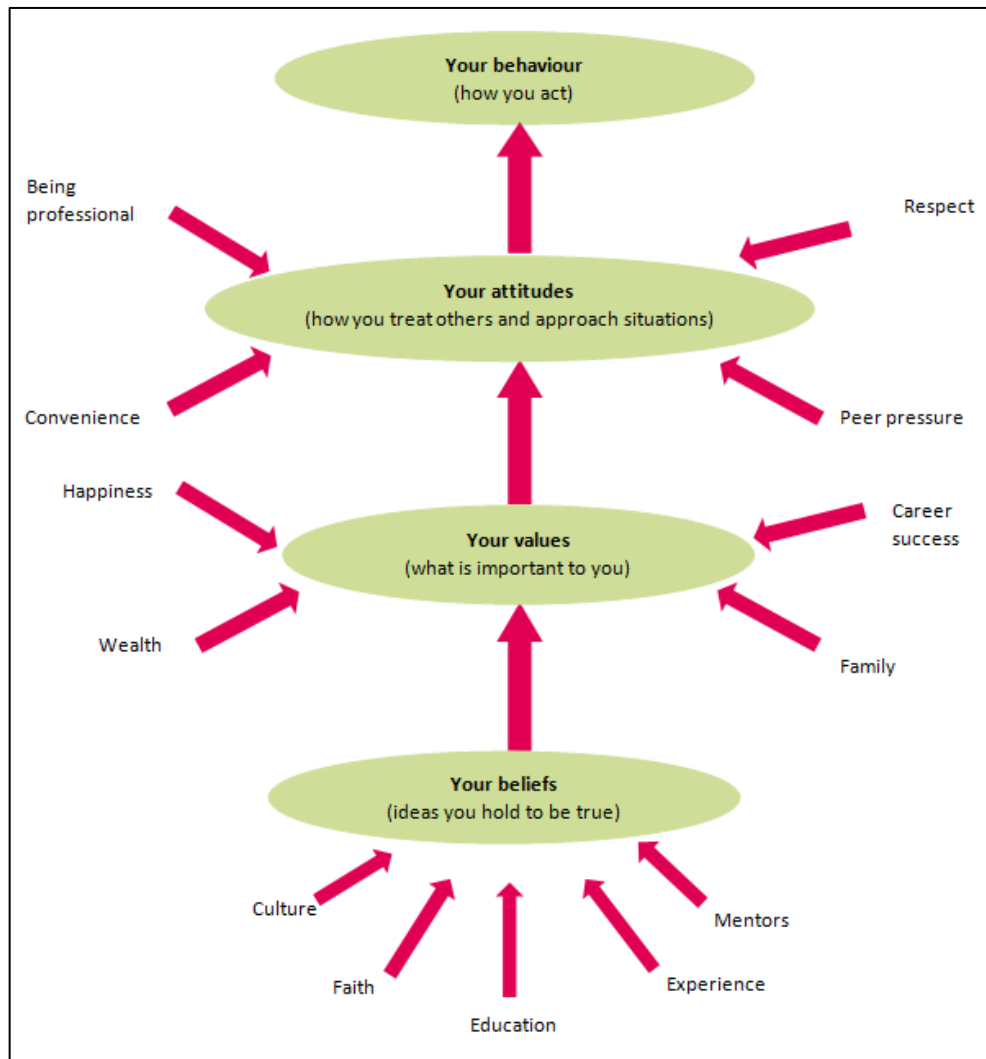 Your behaviour
(how you act)
Being
professional
Respect
Your attitudes
(how you treat others and approach situations)
Convenience
Peer pressure
Happiness
Career
success
Your values
(what is important to you)
Wealth
Family
Your beliefs
(ideas you hold to be true)
Culture
Mentors
Faith
Experience
Education